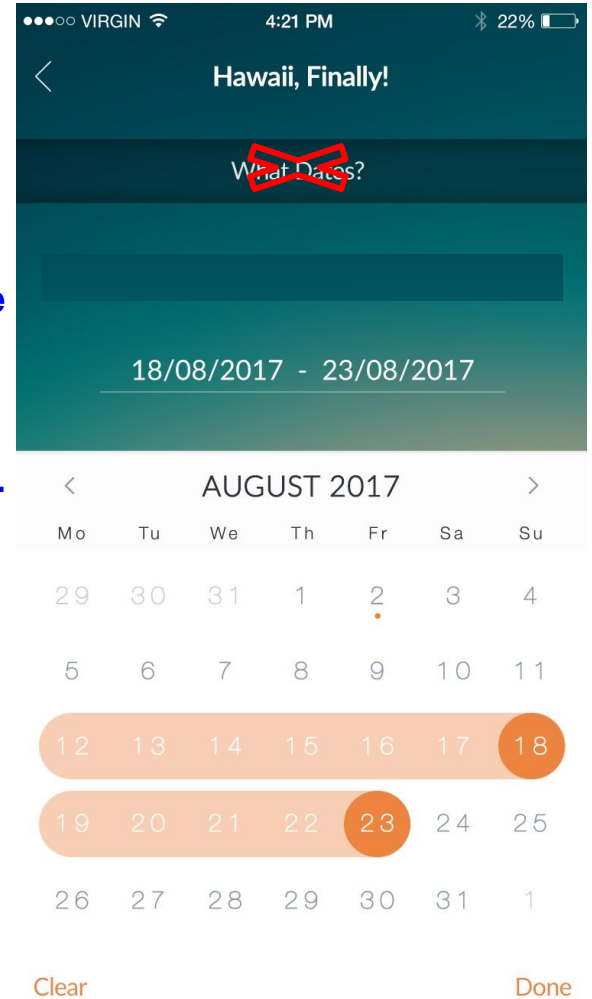 VIRGIN 4:21 PM 22%
Hawaii, Finally!
What Dates?
e
18/08/2017 - 23/08/2017
.
AUGUST 2017
Mo Tu We Th Fr Sa Su
29 30 31 1 2 3 4
5 6 7 8 9 10 11
12 13 14 15 16 17 18
19 20 21 22 23 24 25
26 27 28 29 30 31 1
Clear Done